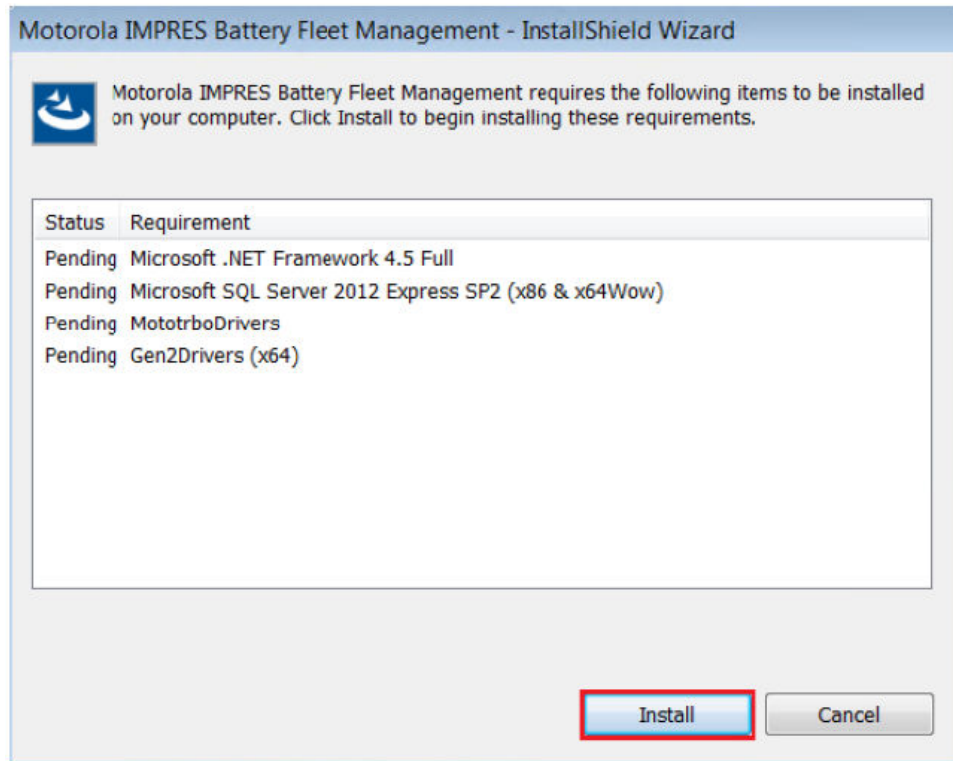 Motorola IMPRES Battery Fleet Management - InstallShield Wizard
Motorola IMPRES Battery Fleet Management requires the following items to be installed
on your computer. Click Install to begin installing these requirements.
Status Requirement
Pending Microsoft .NET Framework 4.5 Full
Pending Microsoft SQL Server 2012 Express SP2 (x86 & x64Wow)
Pending MototrboDrivers
Pending Gen2Drivers (x64)
Install Cancel